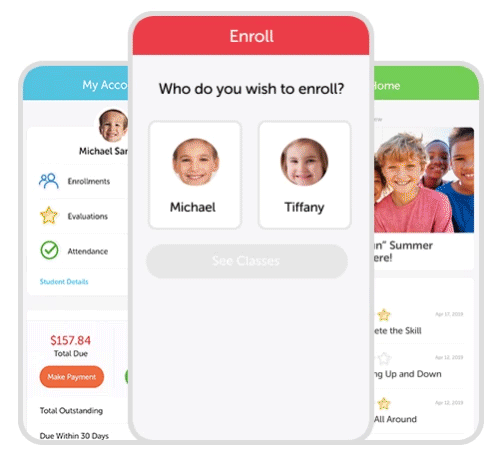 My Acco
Michael Sar
Enrollments
Evaluations
Attendance
Student Details
$157.84
Total Due
Make Payment
Total Outstanding
Due Within 30 Days
Enroll
Who do you wish to enroll?
Michael
Tiffany
See Classes
Home
un" Summer
ere!
Apr 17, 2019
ete the Skill
Apr 12, 2019
ng Up and Down
Apr 12, 2019
All Around